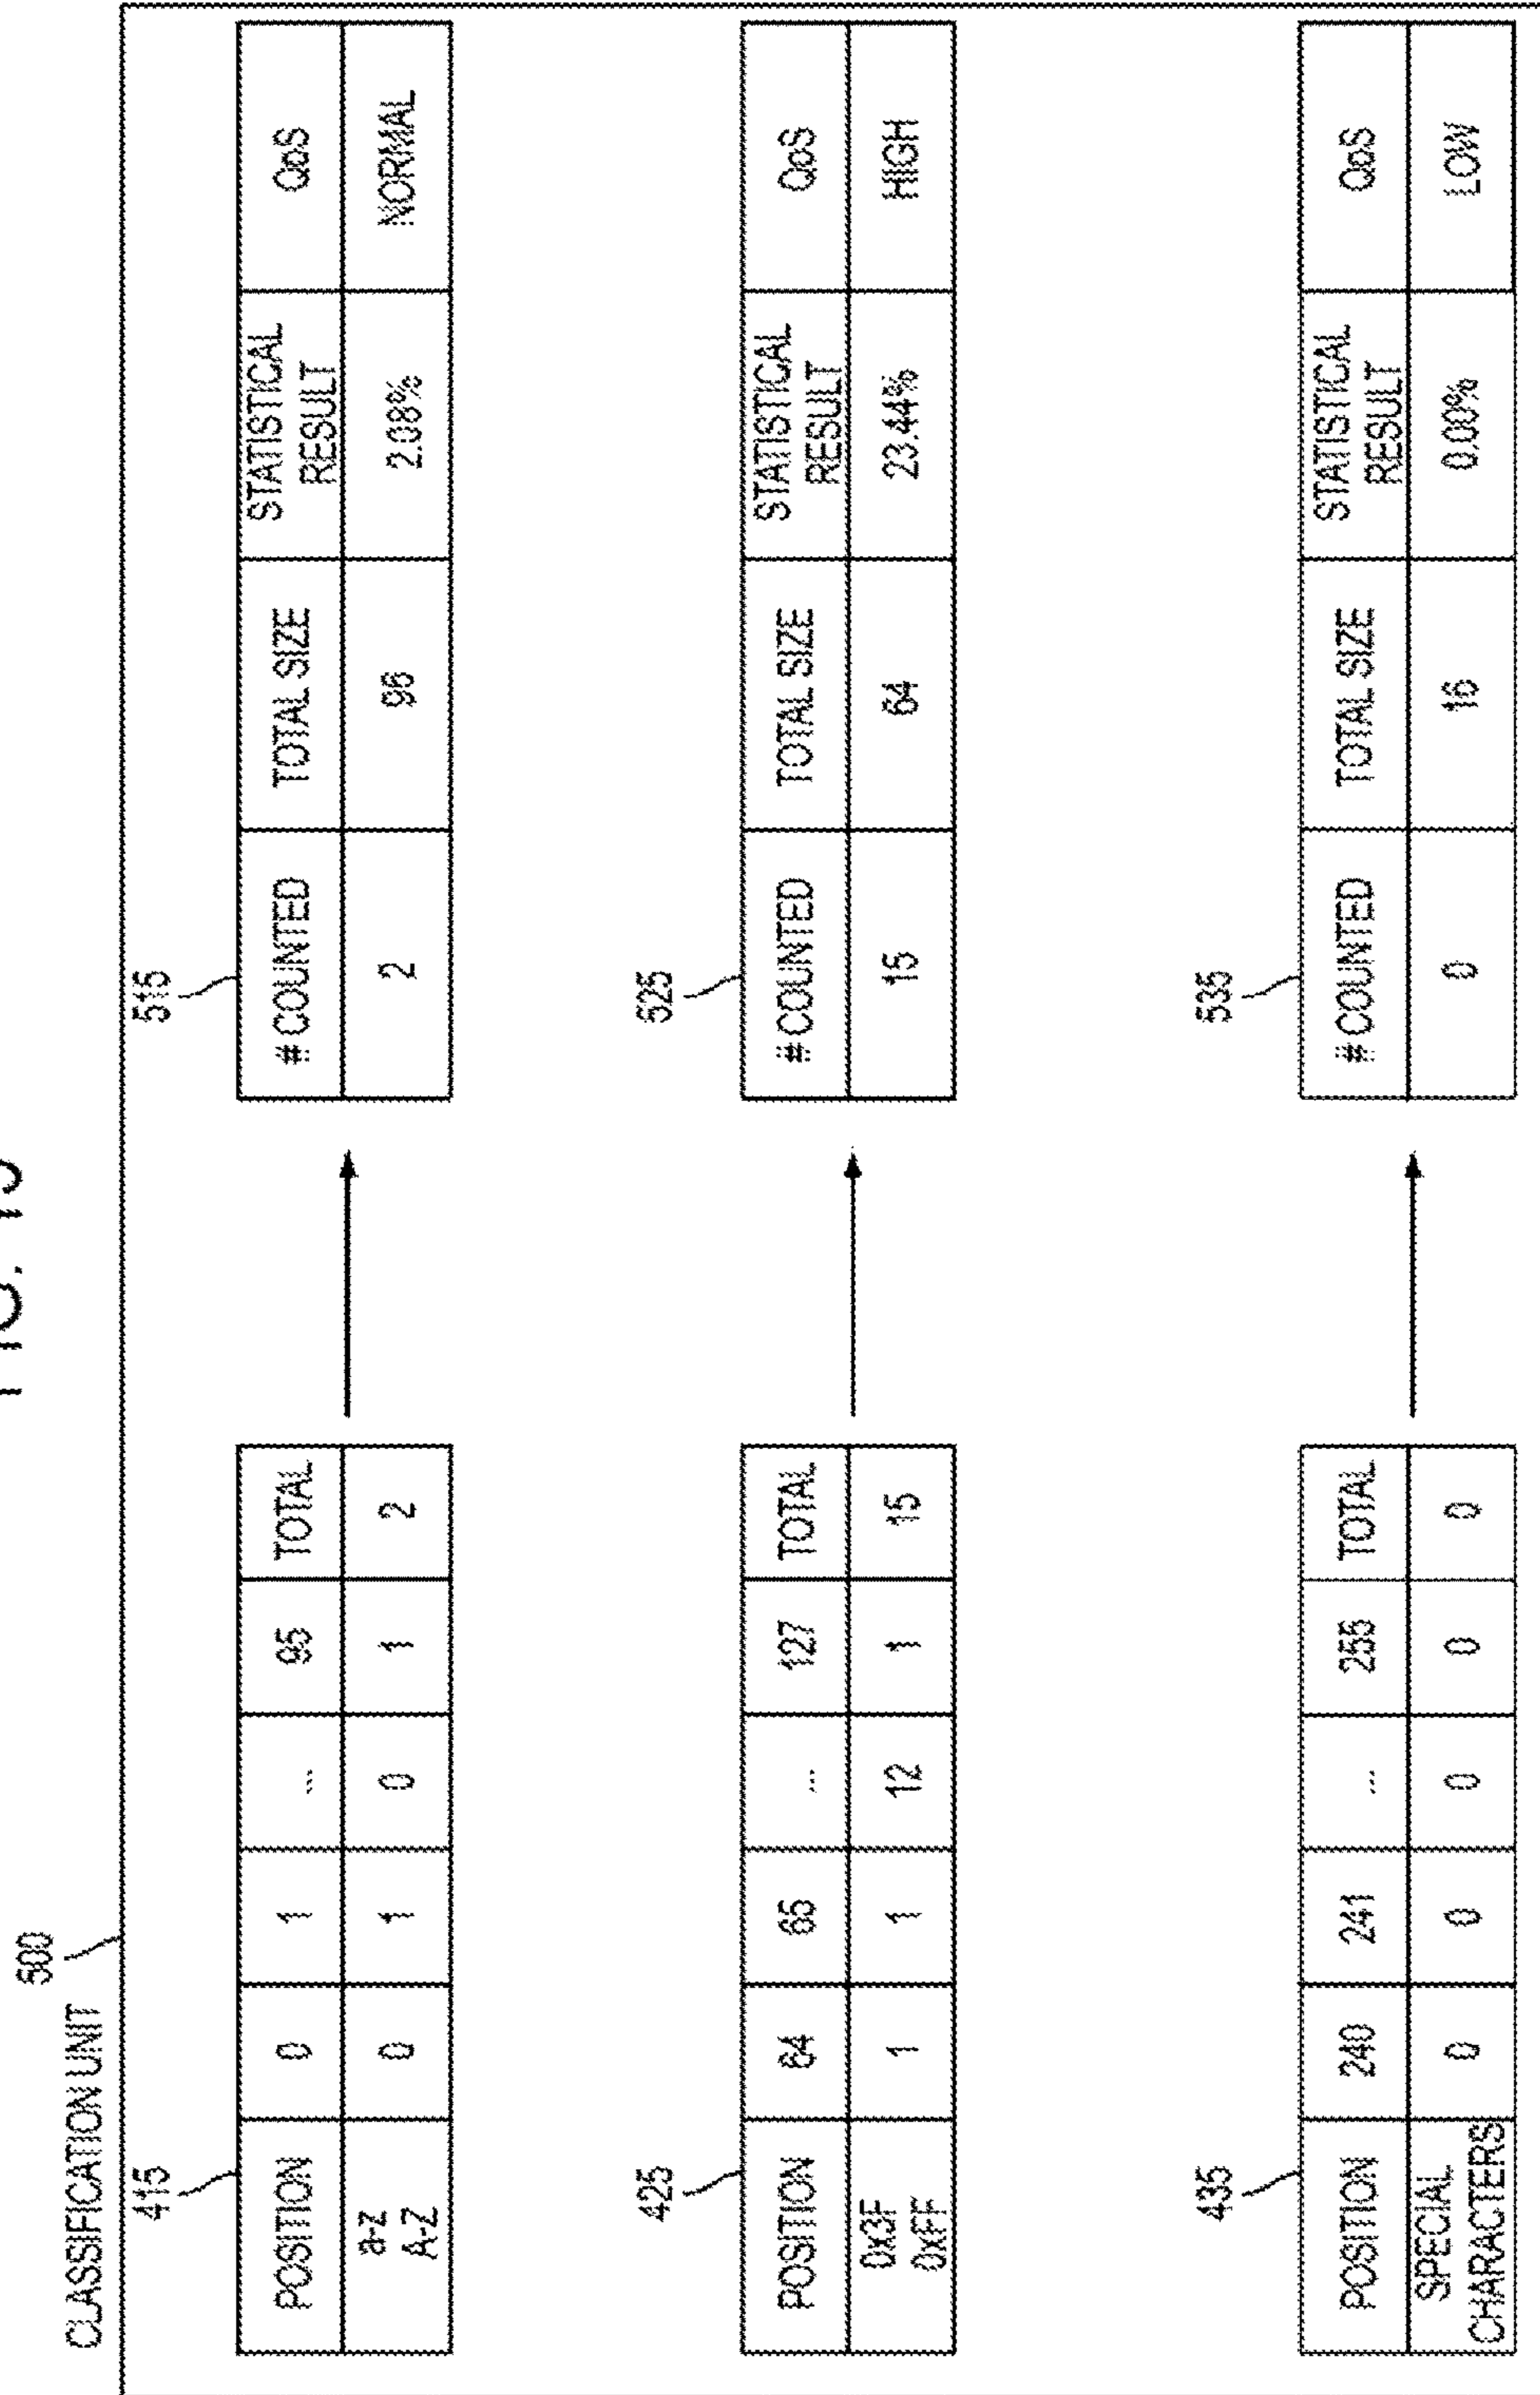 FIG.
CLASSIFICATION UNIT
500
415
POSITION 0 1 ... 95 TOTAL
a-z
A-Z
0 1 0 1 2
515
# COUNTED TOTAL SIZE STATISTICAL
RESULT
QoS
2 96 2.08% NORMAL
425
POSITION 64 65 ... 127 TOTAL
0x3F
0xFF
1 1 12 1 15
525
# COUNTED TOTAL SIZE STATISTICAL
RESULT
QoS
15 64 23.44% HIGH
435
POSITION 240 241 ... 255 TOTAL
SPECIAL
CHARACTERS
0 0 0 0 0
535
# COUNTED TOTAL SIZE STATISTICAL
RESULT
QoS
0 16 0.00% LOW